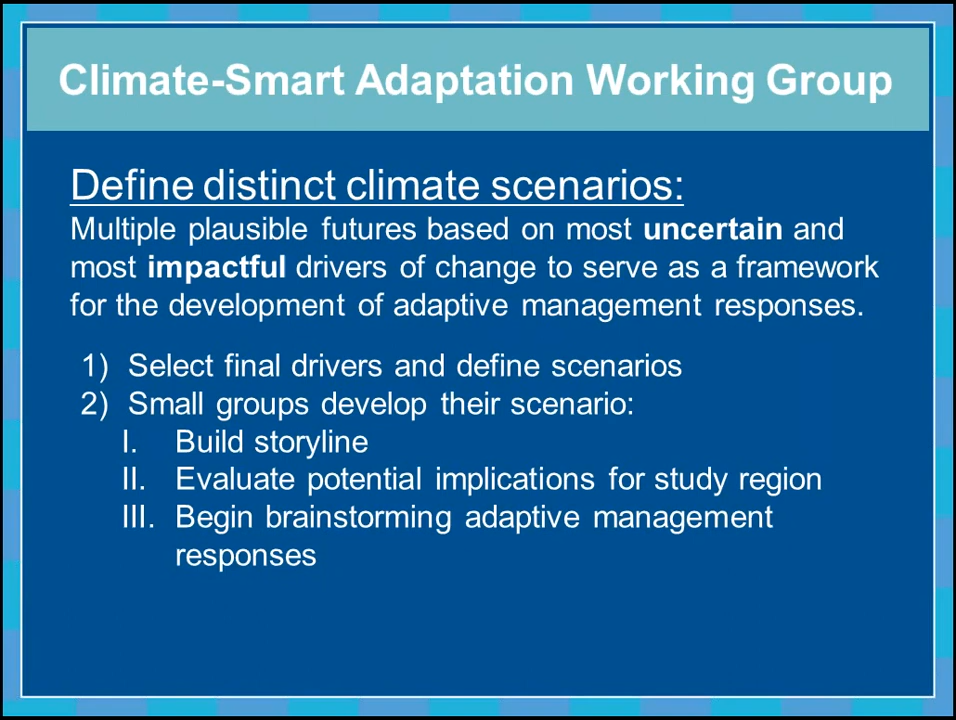 Climate-Smart Adaptation Working Group
Define distinct climate scenarios:
Multiple plausible futures based on most uncertain and
most impactful drivers of change to serve as a framework
for the development of adaptive management responses.
1) Select final drivers and define scenarios
2) Small groups develop their scenario:
I. Build storyline
II. Evaluate potential implications for study region
III. Begin brainstorming adaptive management
responses